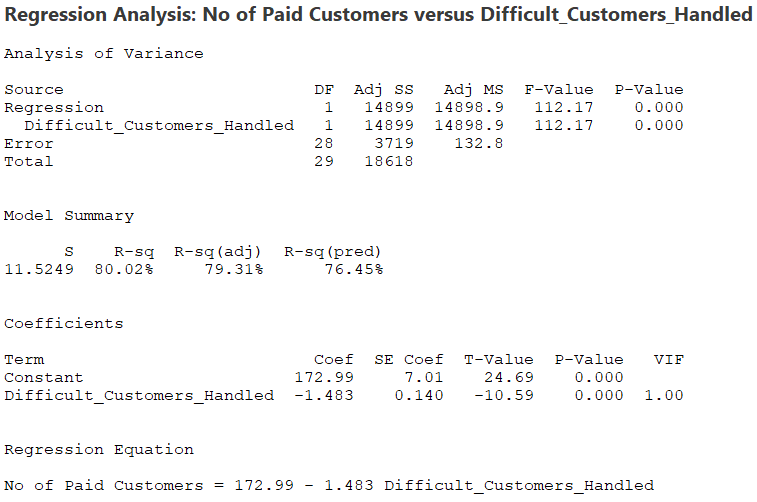 Regression Analysis: No of Paid Customers versus Difficult_Customers_Handled
Analysis of Variance
Source DF Adj SS Adj MS F-Value P-Value
Regression 1 14899 14898.9 112.17 0.000
Difficult_Customers_Handled 1 14899 14898.9 112.17 0.000
Error 28 3719 132.8
Total 29 18618
Model Summary
S R-sq R-sq(adj) R-sq(pred)
11.5249 80.02% 79.31% 76.45%
Coefficients
Term Coef SE Coef T-Value P-Value VIF
Constant 172.99 7.01 24.69 0.000
Difficult_Customers_Handled -1.483 0.140 -10.59 0.000 1.00
Regression Equation
No of Paid Customers = 172.99 - 1.483 Difficult_Customers_Handled